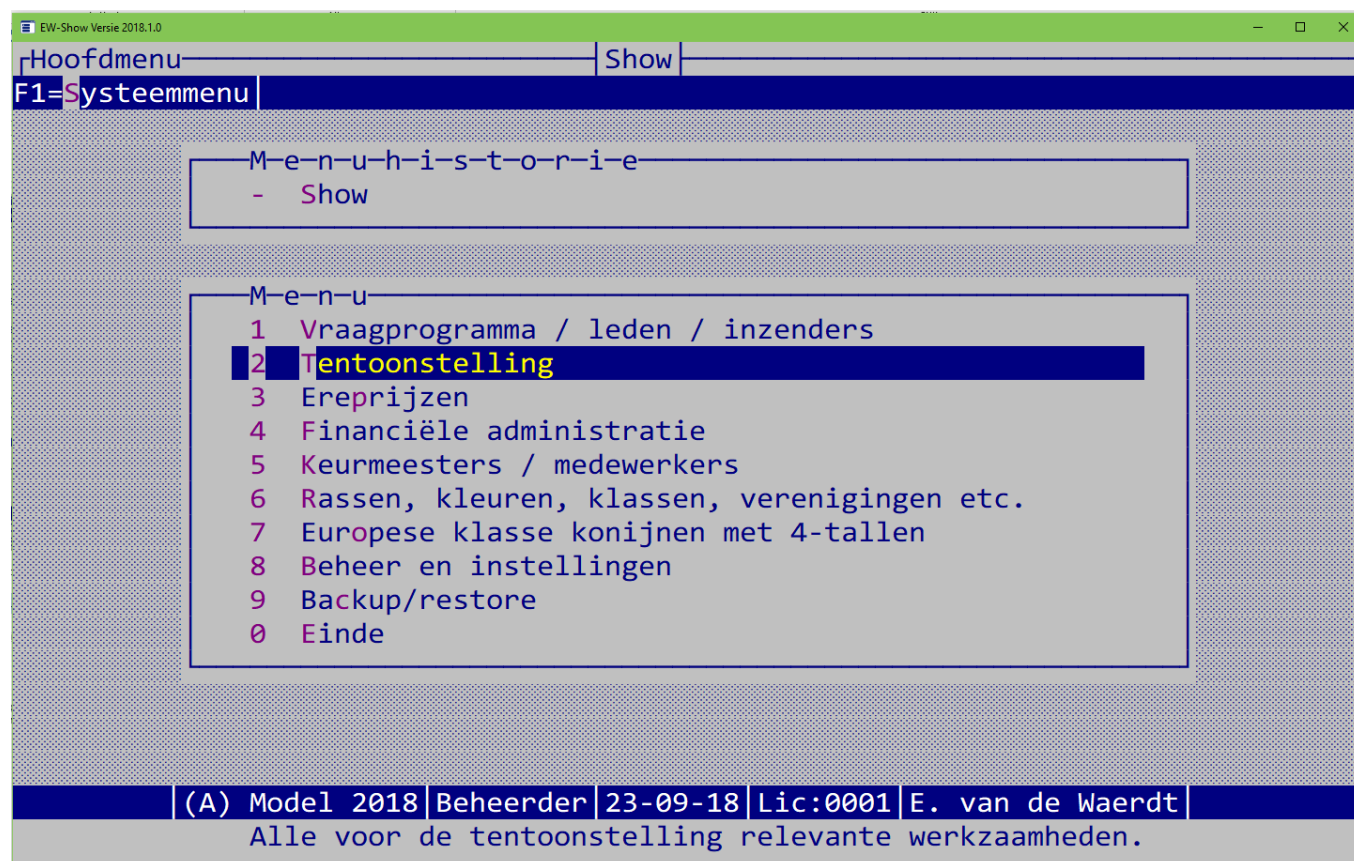 EW-Show Versie 2018.1.0
Hoofdmenu Show
F1=Systeemmenu
Menuhistorie
- Show
Menu
1 Vraagprogramma / leden / inzenders
2 Tentoonstelling
3 Ereprijzen
4 Financiële administratie
5 Keurmeesters / medewerkers
6 Rassen, kleuren, klassen, verenigingen etc.
7 Europese klasse konijnen met 4-tallen
8 Beheer en instellingen
9 Backup/restore
0 Einde
(A) Model 2018|Beheerder|23-09-18|Lic:0001|E. van de Waerdt|
Alle voor de tentoonstelling relevante werkzaamheden.